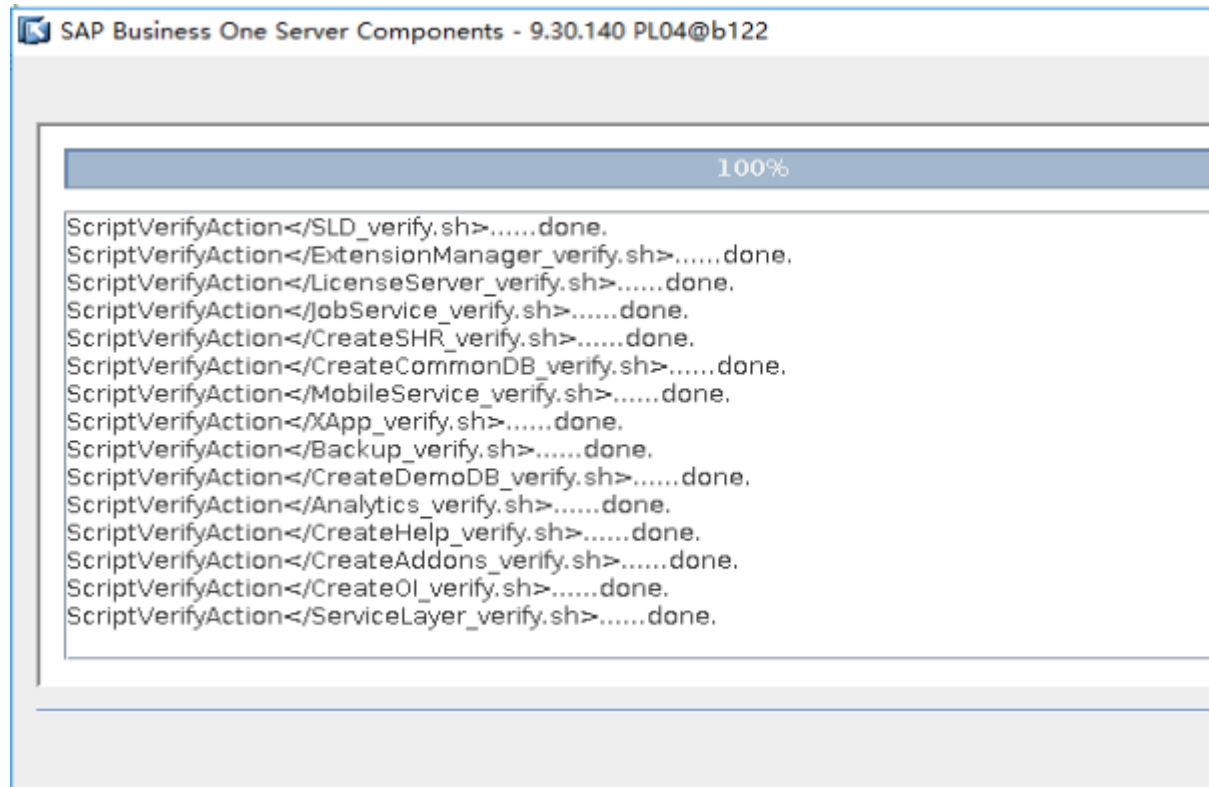 SAP Business One Server Components - 9.30.140 PL04@b122
100%
ScriptVerifyAction</SLD_verify.sh>......done.
ScriptVerifyAction</ExtensionManager_verify.sh>......done.
ScriptVerifyAction</LicenseServer_verify.sh>......done.
ScriptVerifyAction</JobService_verify.sh>......done.
ScriptVerifyAction</CreateSHR_verify.sh>......done.
ScriptVerifyAction</CreateCommonDB_verify.sh>......done.
ScriptVerifyAction</MobileService_verify.sh>......done.
ScriptVerifyAction</XApp_verify.sh>......done.
ScriptVerifyAction</Backup_verify.sh>......done.
ScriptVerifyAction</CreateDemoDB_verify.sh>......done.
ScriptVerifyAction</Analytics_verify.sh>......done.
ScriptVerifyAction</CreateHelp_verify.sh>......done.
ScriptVerifyAction</CreateAddons_verify.sh>......done.
ScriptVerifyAction</CreateOI_verify.sh>......done.
ScriptVerifyAction</ServiceLayer_verify.sh>......done.